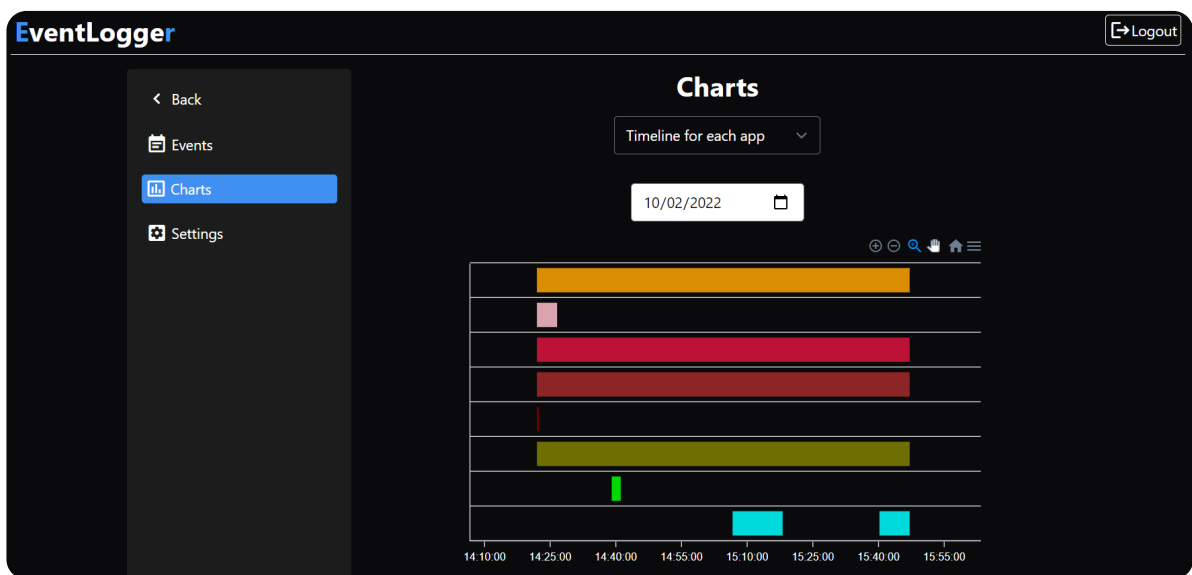 EventLogger
Logout
Back
Events
Charts
Settings
Charts
Timeline for each app
10/02/2022
14:10:00 14:25:00 14:40:00 14:55:00 15:10:00 15:25:00 15:40:00 15:55:00